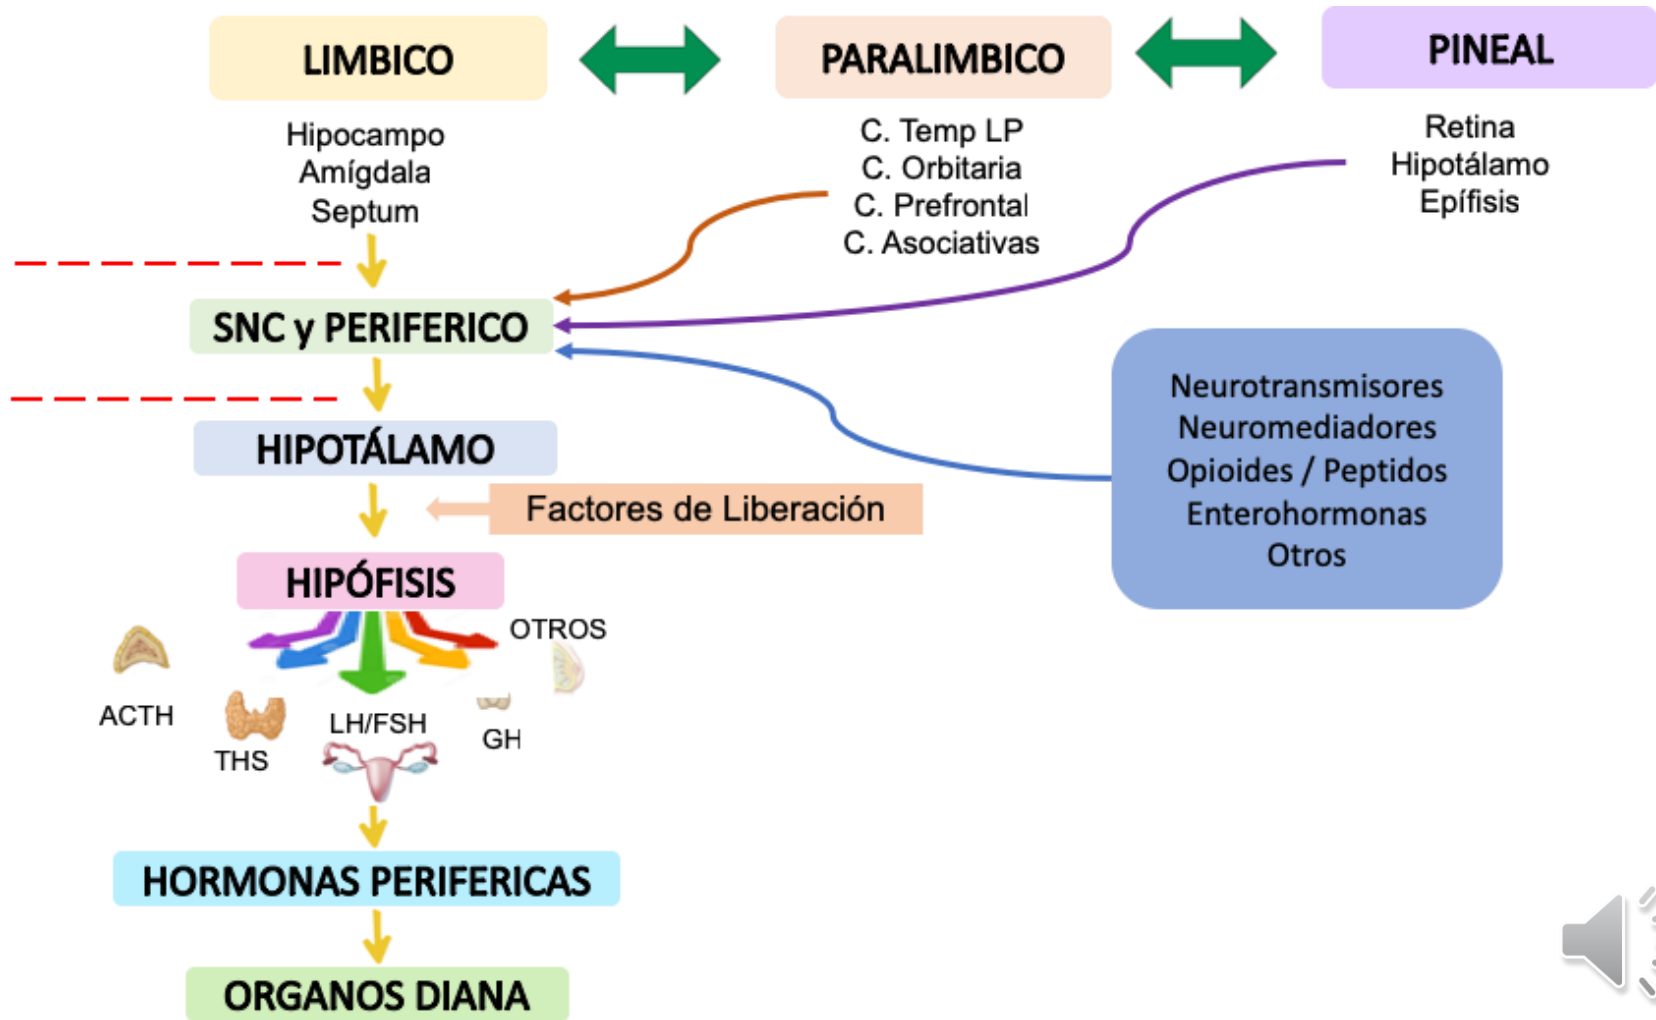 LIMBICO
Hipocampo
Amígdala
Septum
PARALIMBICO
C. Temp LP
C. Orbitaria
C. Prefrontal
C. Asociativas
PINEAL
Retina
Hipotálamo
Epífisis
SNC y PERIFERICO
Neurotransmisores
Neuromediadores
Opioides / Peptidos
Enterohormonas
Otros
HIPOTÁLAMO
Factores de Liberación
HIPÓFISIS
OTROS
ACTH
THS
LH/FSH
GH
HORMONAS PERIFERICAS
ORGANOS DIANA